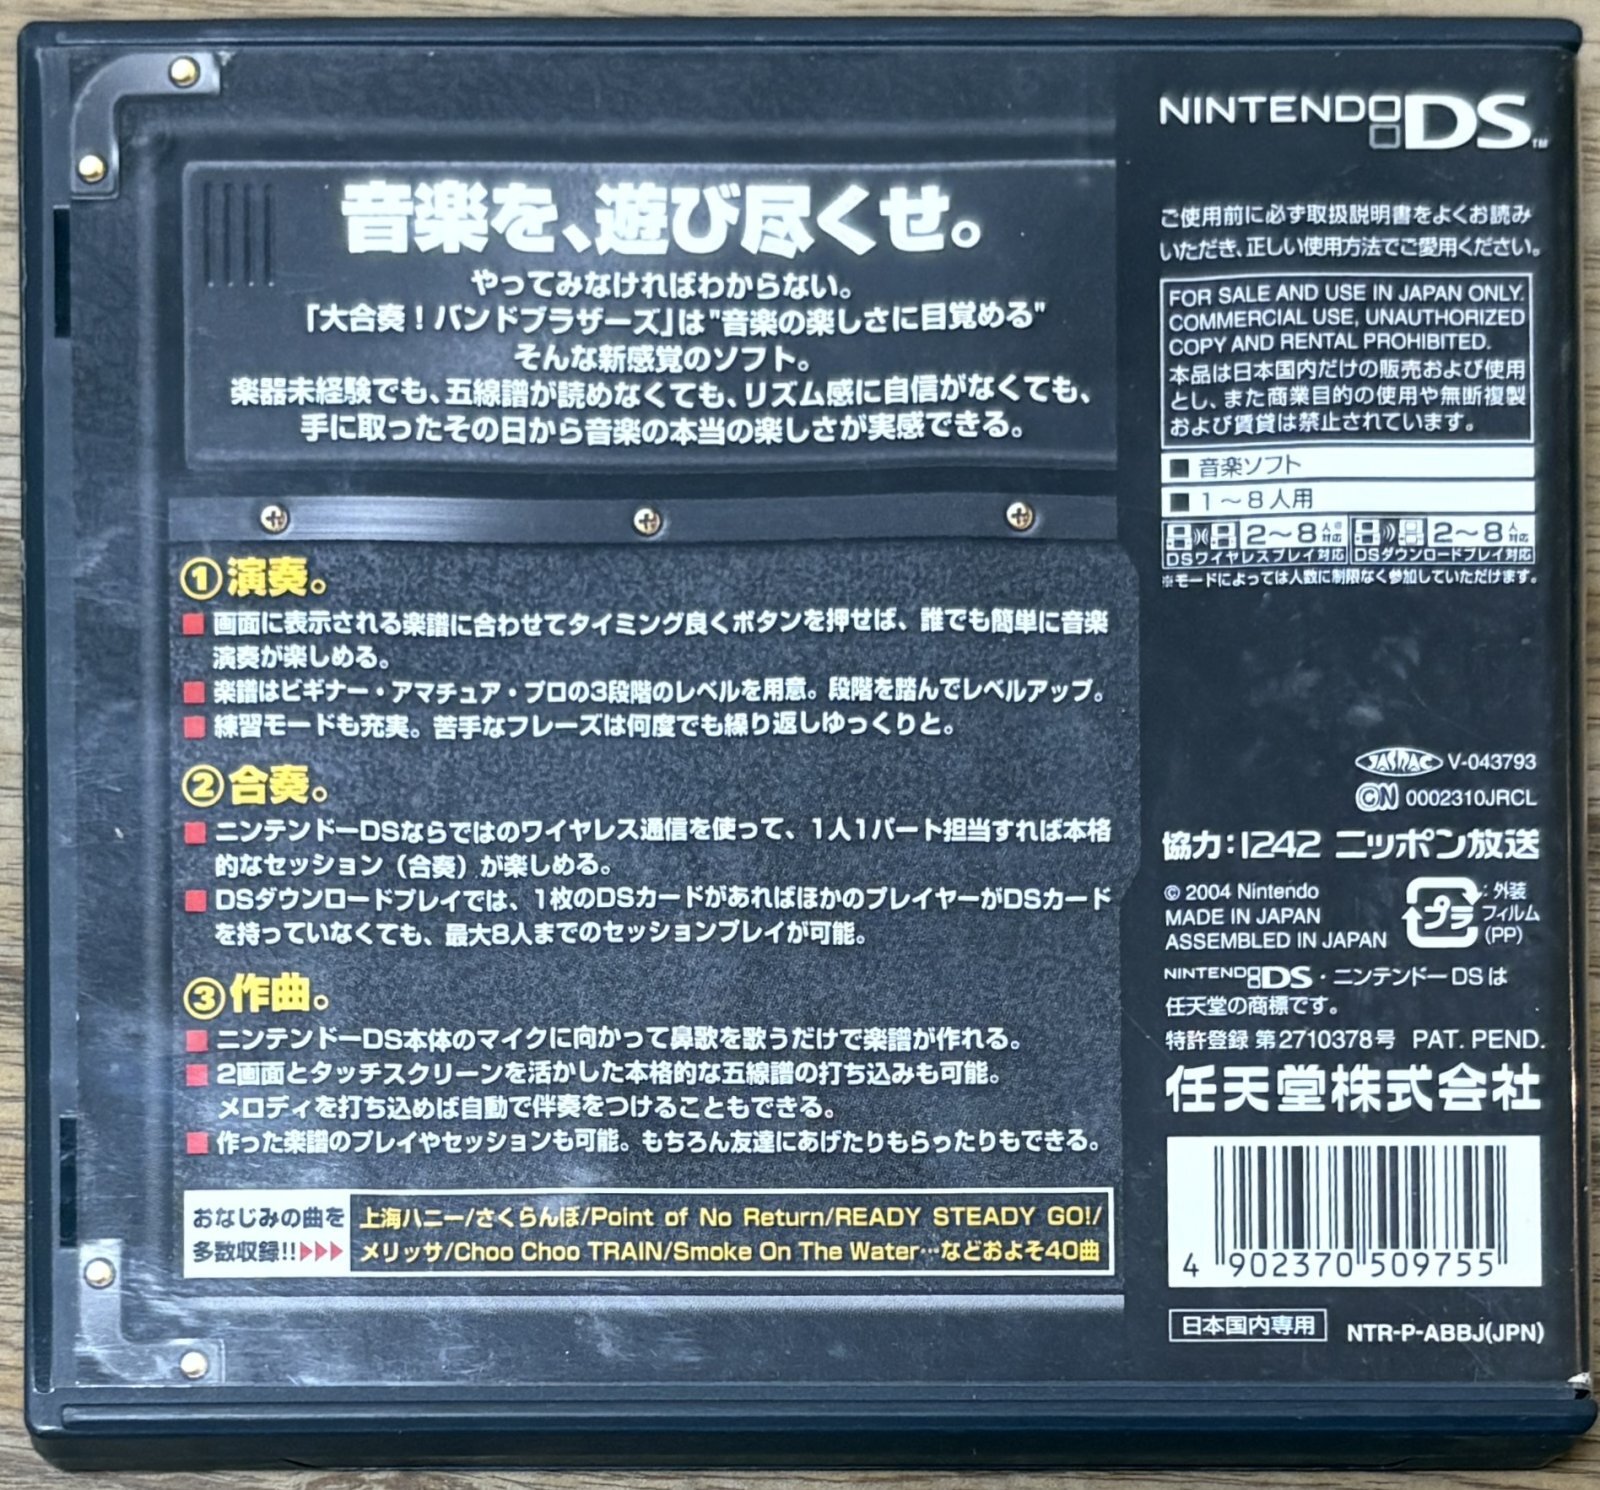 音楽を、遊び尽くせ。
やってみなければわからない。
「大合奏！バンドブラザーズ」は"音楽の楽しさに目覚める"
そんな新感覚のソフト。
楽器未経験でも、五線譜が読めなくても、リズム感に自信がなくても、
手に取ったその日から音楽の本当の楽しさが実感できる。
①演奏。
■画面に表示される楽譜に合わせてタイミング良くボタンを押せば、誰でも簡単に音楽
演奏が楽しめる。
■楽譜はビギナー・アマチュア・プロの3段階のレベルを用意。段階を踏んでレベルアップ。
■練習モードも充実。苦手なフレーズは何度でも繰り返しゆっくりと。
②合奏。
■ニンテンドーDSならではのワイヤレス通信を使って、1人1パート担当すれば本格
的なセッション（合奏）が楽しめる。
■DSダウンロードプレイでは、1枚のDSカードがあればほかのプレイヤーがDSカード
を持っていなくても、最大8人までのセッションプレイが可能。
③作曲。
■ニンテンドーDS本体のマイクに向かって鼻歌を歌うだけで楽譜が作れる。
■2画面とタッチスクリーンを活かした本格的な五線譜の打ち込みも可能。
メロディを打ち込めば自動で伴奏をつけることもできる。
■作った楽譜のプレイやセッションも可能。もちろん友達にあげたりもらったりもできる。
おなじみの曲を
多数収録!!▶▶▶
上海ハニー/さくらんぼ/Point of No Return/READY STEADY GO!/
メリッサ/Choo Choo TRAIN/Smoke On The Water…などおよそ40曲
NINTENDO DS™
ご使用前に必ず取扱説明書をよくお読み
いただき、正しい使用方法でご愛用ください。
FOR SALE AND USE IN JAPAN ONLY.
COMMERCIAL USE, UNAUTHORIZED
COPY AND RENTAL PROHIBITED.
本品は日本国内だけの販売および使用
とし、また商業目的の使用や無断複製
および賃貸は禁止されています。
■音楽ソフト
■1〜8人用
2〜8人※対応 2〜8人対応
DSワイヤレスプレイ対応 DSダウンロードプレイ対応
※モードによっては人数に制限なく参加していただけます。
JASRAC V-043793
0002310JRCL
協力：1242 ニッポン放送
© 2004 Nintendo
MADE IN JAPAN
ASSEMBLED IN JAPAN
プラ：外装
フィルム
(PP)
NINTENDO DS・ニンテンドーDSは
任天堂の商標です。
特許登録 第2710378号 PAT. PEND.
任天堂株式会社
4 902370 509755
日本国内専用 NTR-P-ABBJ(JPN)